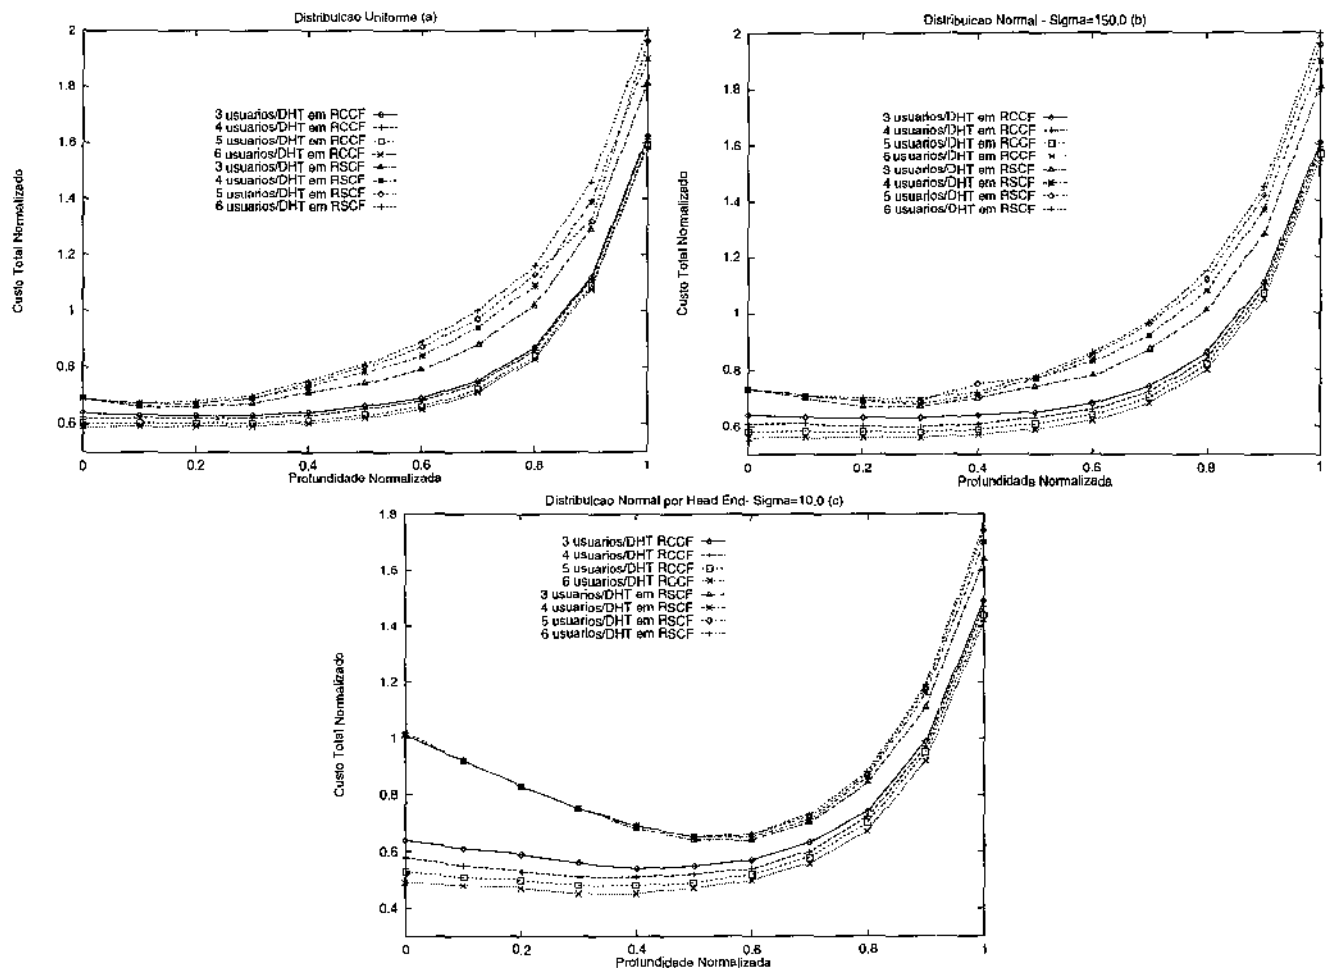 Distribuicao Uniforme (a)
2
1.8
1.6
1.4
1.2
1
0.8
0.6
Custo Total Normalizado
3 usuarios/DHT em RCCF
4 usuarios/DHT em RCCF
5 usuarios/DHT em RCCF
6 usuarios/DHT em RCCF
3 usuarios/DHT em RSCF
4 usuarios/DHT em RSCF
5 usuarios/DHT em RSCF
6 usuarios/DHT em RSCF
0 0.2 0.4 0.6 0.8 1
Profundidade Normalizada
Distribuicao Normal - Sigma=150.0 (b)
2
1.8
1.6
1.4
1.2
1
0.8
0.6
Custo Total Normalizado
3 usuarios/DHT em RCCF
4 usuarios/DHT em RCCF
5 usuarios/DHT em RCCF
6 usuarios/DHT em RCCF
3 usuarios/DHT em RSCF
4 usuarios/DHT em RSCF
5 usuarios/DHT em RSCF
6 usuarios/DHT em RSCF
0 0.2 0.4 0.6 0.8 1
Profundidade Normalizada
Distribuicao Normal por Head End- Sigma=10.0 (c)
1.8
1.6
1.4
1.2
1
0.8
0.6
0.4
Custo Total Normalizado
3 usuarios/DHT RCCF
4 usuarios/DHT RCCF
5 usuarios/DHT RCCF
6 usuarios/DHT RCCF
3 usuarios/DHT em RSCF
4 usuarios/DHT em RSCF
5 usuarios/DHT em RSCF
6 usuarios/DHT em RSCF
0 0.2 0.4 0.6 0.8 1
Profundidade Normalizada